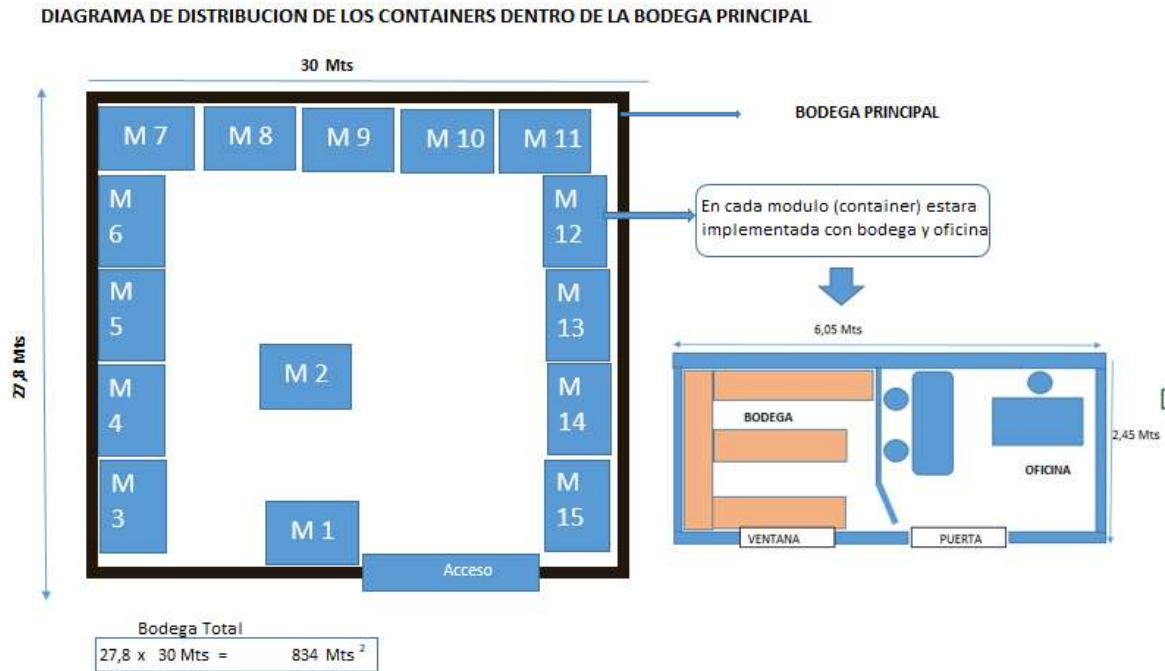 DIAGRAMA DE DISTRIBUCION DE LOS CONTAINERS DENTRO DE LA BODEGA PRINCIPAL
30 Mts
27,8 Mts
M 7
M 8
M 9
M 10
M 11
M
6
M
5
M
4
M
3
M 2
M 1
M
12
M
13
M
14
M
15
Acceso
BODEGA PRINCIPAL
En cada modulo (container) estara
implementada con bodega y oficina
6,05 Mts
2,45 Mts
BODEGA
OFICINA
VENTANA
PUERTA
Bodega Total
27,8 x 30 Mts = 834 Mts ²